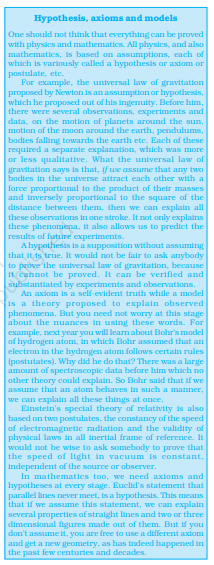 Hypothesis, axioms and models
One should not think that everything can be proved
with physics and mathematics. All physics, and also
mathematics, is based on assumptions, each of
which is variously called a hypothesis or axiom or
postulate, etc.
For example, the universal law of gravitation
proposed by Newton is an assumption or hypothesis,
which he proposed out of his ingenuity. Before him,
there were several observations, experiments and
data, on the motion of planets around the sun,
motion of the moon around the earth, pendulums,
bodies falling towards the earth etc. Each of these
required a separate explanation, which was more
or less qualitative. What the universal law of
gravitation says is that, if we assume that any two
bodies in the universe attract each other with a
force proportional to the product of their masses
and inversely proportional to the square of the
distance between them, then we can explain all
these observations in one stroke. It not only explains
these phenomena, it also allows us to predict the
results of future experiments.
A hypothesis is a supposition without assuming
that it is true. It would not be fair to ask anybody
to prove the universal law of gravitation, because
it cannot be proved. It can be verified and
substantiated by experiments and observations.
An axiom is a self-evident truth while a model
is a theory proposed to explain observed
phenomena. But you need not worry at this stage
about the nuances in using these words. For
example, next year you will learn about Bohr's model
of hydrogen atom, in which Bohr assumed that an
electron in the hydrogen atom follows certain rules
(postutates). Why did he do that? There was a large
amount of spectroscopic data before him which no
other theory could explain. So Bohr said that if we
assume that an atom behaves in such a manner,
we can explain all these things at once.
Einstein's special theory of relativity is also
based on two postulates, the constancy of the speed
of electromagnetic radiation and the validity of
physical laws in all inertial frame of reference. It
would not be wise to ask somebody to prove that
the speed of light in vacuum is constant,
independent of the source or observer.
In mathematics too, we need axioms and
hypotheses at every stage. Euclid's statement that
parallel lines never meet, is a hypothesis. This means
that if we assume this statement, we can explain
several properties of straight lines and two or three
dimensional figures made out of them. But if you
don't assume it, you are free to use a different axiom
and get a new geometry, as has indeed happened in
the past few centuries and decades.